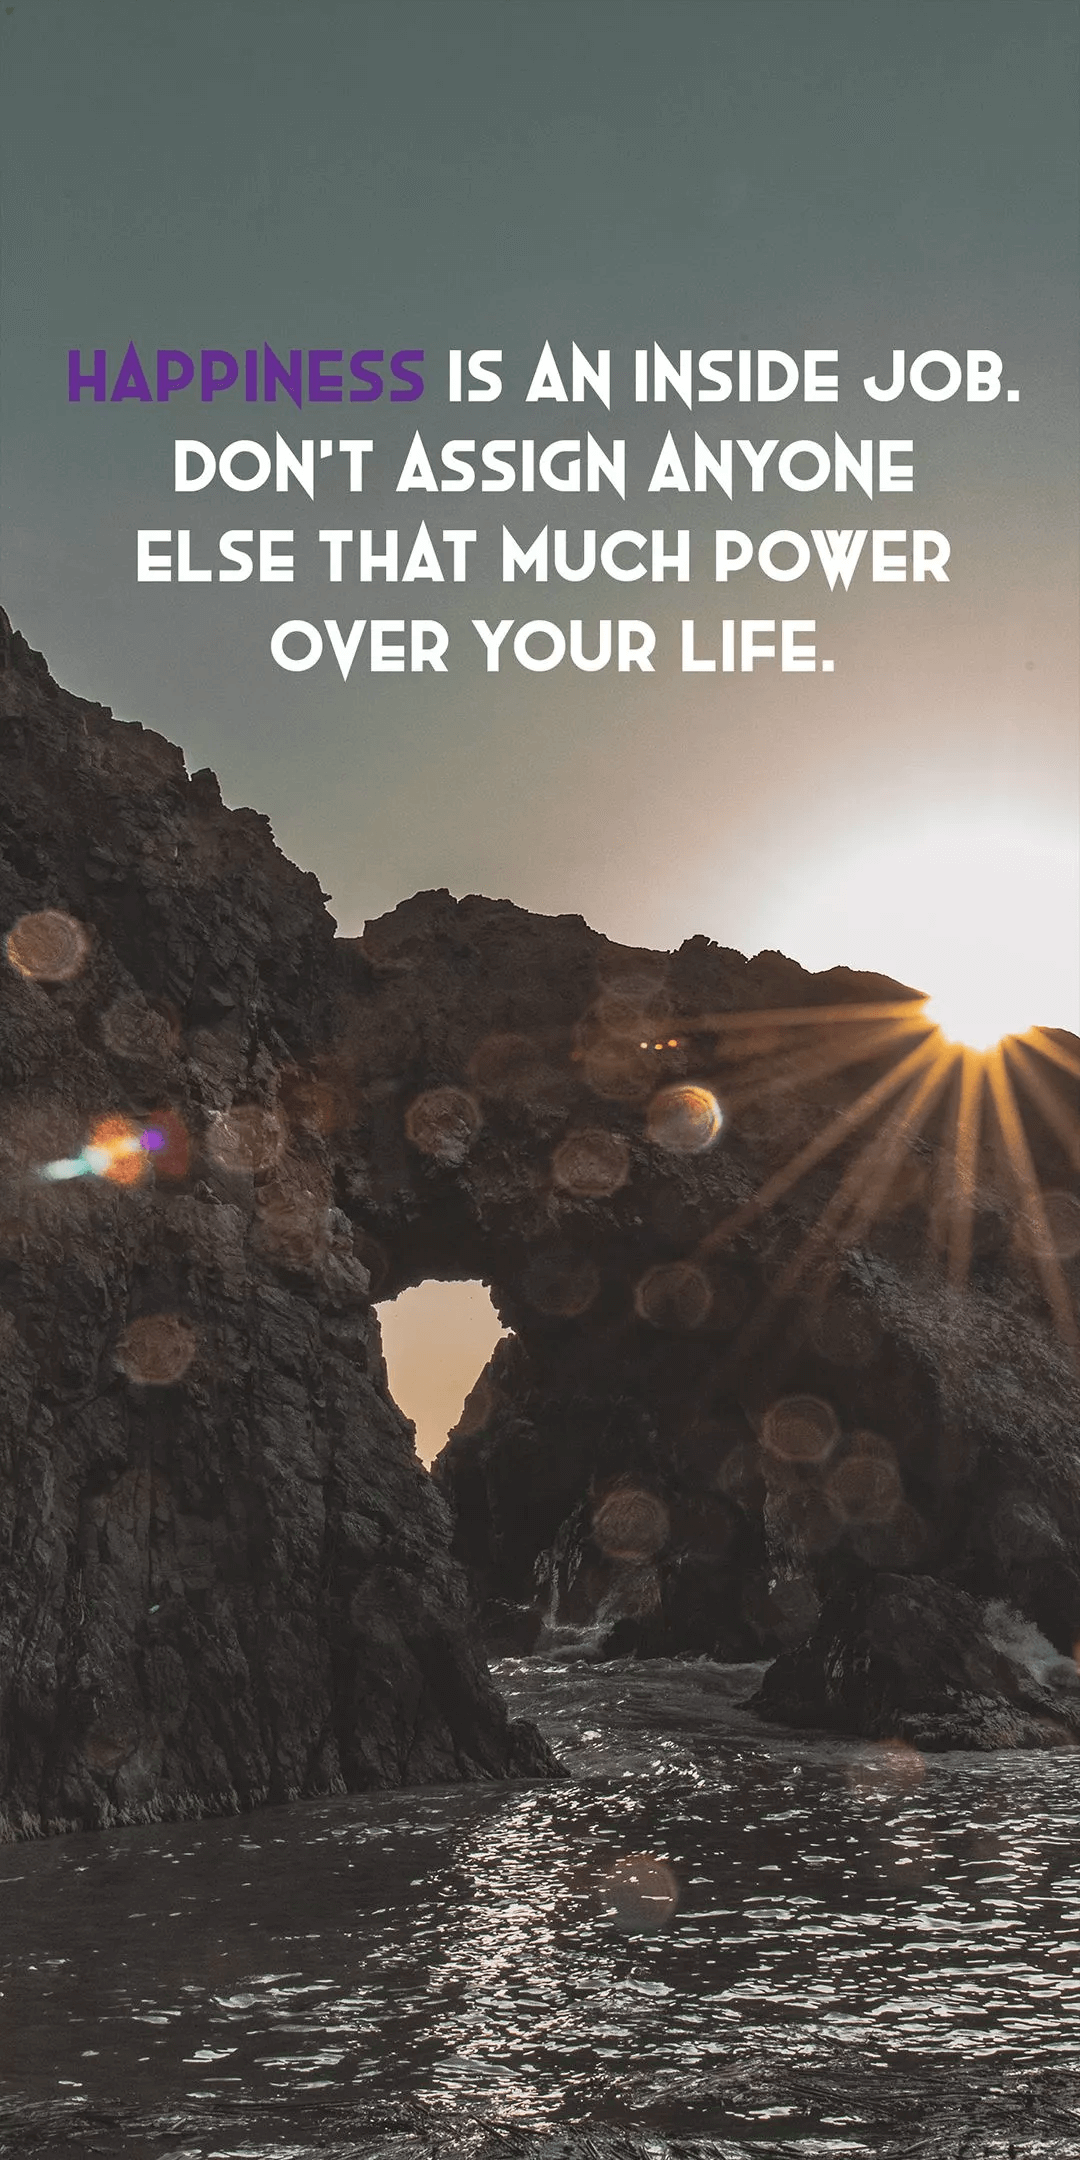 HAPPINESS IS AN INSIDE JOB.
DON'T ASSIGN ANYONE
ELSE THAT MUCH POWER
OVER YOUR LIFE.